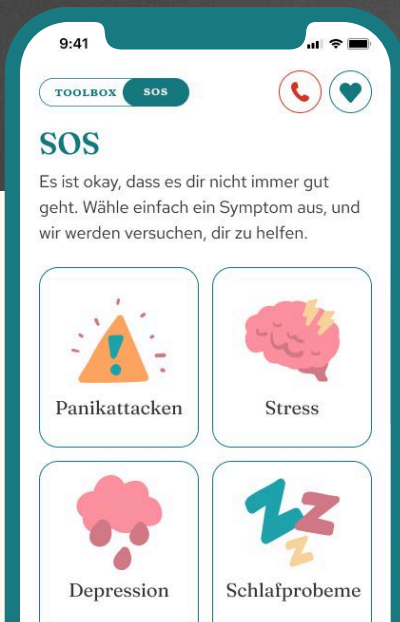 9:41
TOOLBOX SOS
SOS
Es ist okay, dass es dir nicht immer gut
geht. Wähle einfach ein Symptom aus, und
wir werden versuchen, dir zu helfen.
Panikattacken
Stress
Depression
Schlafprobeme